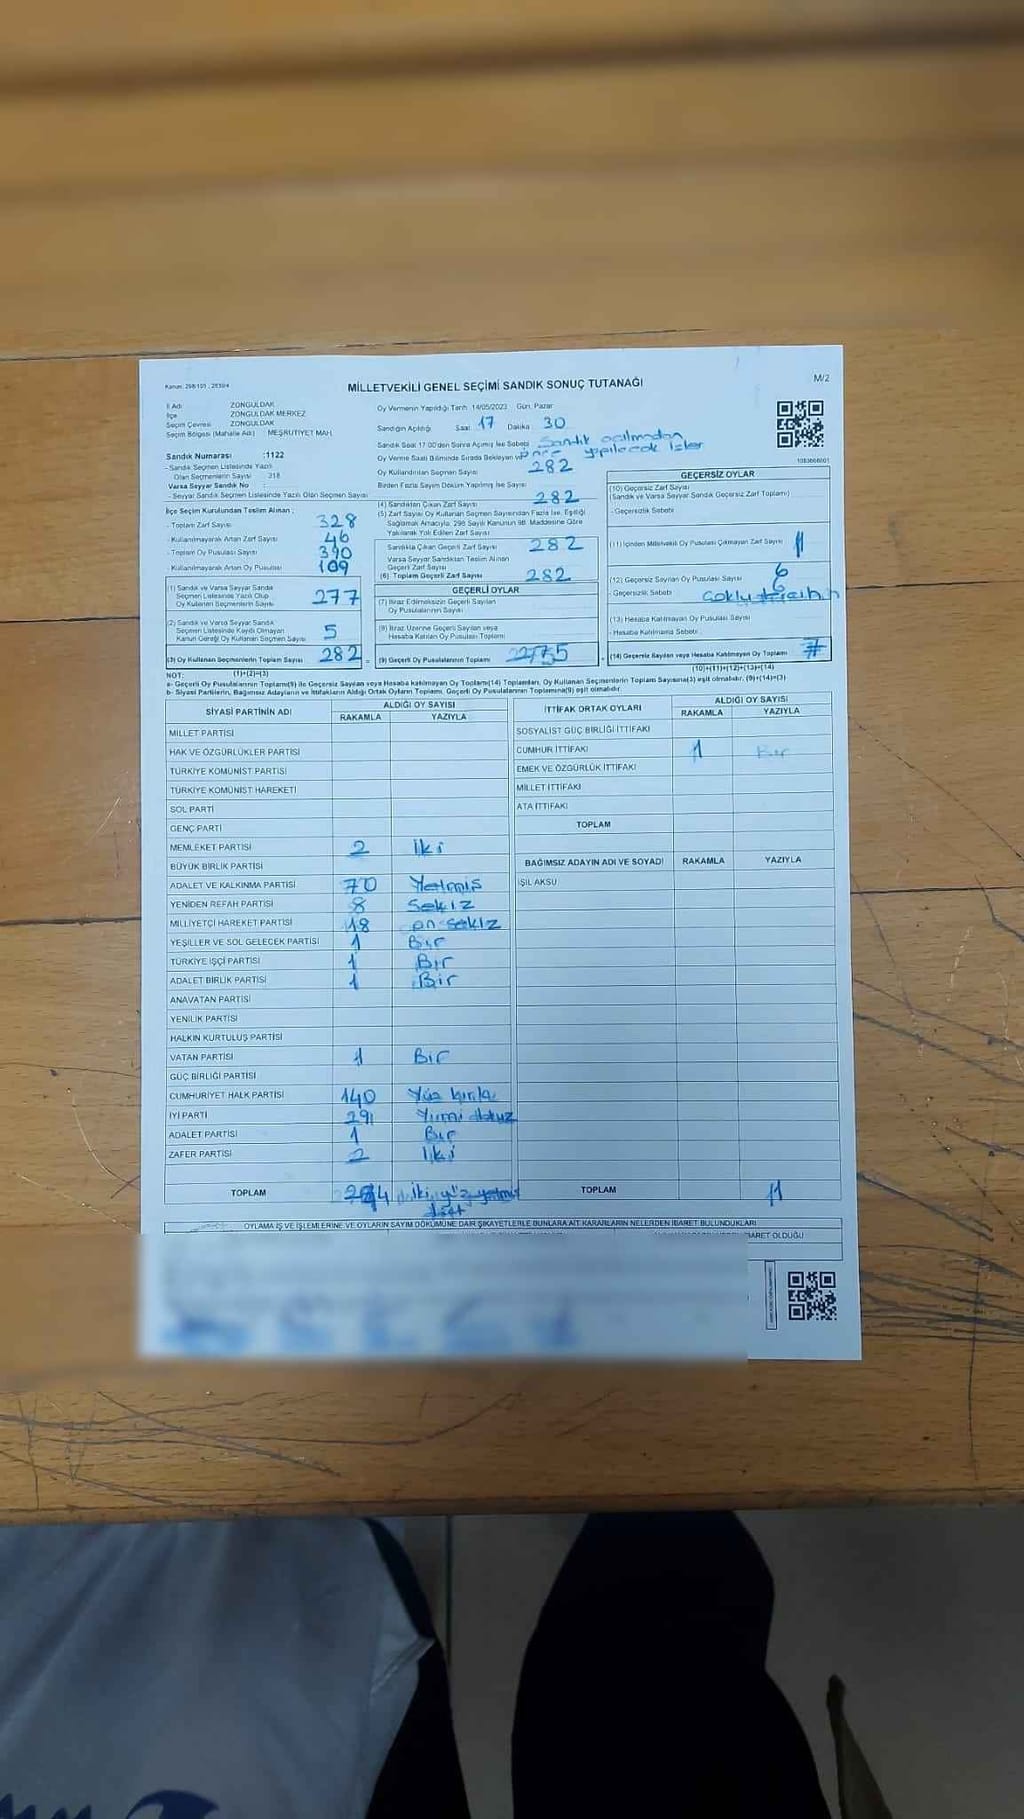 Kanun: 298/105 ; 2839/4
MİLLETVEKİLİ GENEL SEÇİMİ SANDIK SONUÇ TUTANAĞI
M/2
İl Adı ZONGULDAK
İlçe ZONGULDAK MERKEZ
Seçim Çevresi ZONGULDAK
Seçim Bölgesi (Mahalle Adı) MEŞRUTİYET MAH.
Oy Vermenin Yapıldığı Tarih 14/05/2023 Gün: Pazar
Sandığın Açıldığı Saat 17 Dakika 30
Sandık Saat 17:00'den Sonra Açılmış İse Sebebi Sandık açılmadan
önce yapılecek işler
Oy Verme Saati Bitiminde Sırada Bekleyen
Oy Kullandırılan Seçmen Sayısı 282
Birden Fazla Sayım Döküm Yapılmış İse Sayısı
Sandık Numarası :1122
- Sandık Seçmen Listesinde Yazılı
Olan Seçmenlerin Sayısı : 318
Varsa Seyyar Sandık No :
- Seyyar Sandık Seçmen Listesinde Yazılı Olan Seçmen Sayısı
İlçe Seçim Kurulundan Teslim Alınan ;
- Toplam Zarf Sayısı 328
- Kullanılmayarak Artan Zarf Sayısı 46
- Toplam Oy Pusulası Sayısı 390
- Kullanılmayarak Artan Oy Pusulası 109
(1) Sandık ve Varsa Seyyar Sandık
Seçmen Listesinde Yazılı Olup
Oy Kullanan Seçmenlerin Sayısı 277
(2) Sandık ve Varsa Seyyar Sandık
Seçmen Listesinde Kaydı Olmayan
Kanun Gereği Oy Kullanan Seçmen Sayısı 5
(3) Oy Kullanan Seçmenlerin Toplam Sayısı 282
(1)+(2)=(3)
(4) Sandıktan Çıkan Zarf Sayısı 282
(5) Zarf Sayısı Oy Kullanan Seçmen Sayısından Fazla İse, Eşitliği
Sağlamak Amacıyla, 298 Sayılı Kanunun 98. Maddesine Göre
Yakılarak Yok Edilen Zarf Sayısı
Sandıkta Çıkan Geçerli Zarf Sayısı 282
Varsa Seyyar Sandıktan Teslim Alınan
Geçerli Zarf Sayısı
(6) Toplam Geçerli Zarf Sayısı 282
GEÇERLİ OYLAR
(7) İtiraz Edilmeksizin Geçerli Sayılan
Oy Pusulalarının Sayısı
(8) İtiraz Üzerine Geçerli Sayılan veya
Hesaba Katılan Oy Pusulası Toplamı
(9) Geçerli Oy Pusulalarının Toplamı
GEÇERSİZ OYLAR
(10) Geçersiz Zarf Sayısı
(Sandık ve Varsa Seyyar Sandık Geçersiz Zarf Toplamı)
- Geçersizlik Sebebi
(11) İçinden Milletvekili Oy Pusulası Çıkmayan Zarf Sayısı 1
(12) Geçersiz Sayılan Oy Pusulası Sayısı 6
- Geçersizlik Sebebi
(13) Hesaba Katılmayan Oy Pusulası Sayısı
- Hesaba Katılmama Sebebi
(14) Geçersiz Sayılan veya Hesaba Katılmayan Oy Toplamı 7
(10)+(11)+(12)+(13)=(14)
NOT:
a- Geçerli Oy Pusulalarının Toplamı(9) ile Geçersiz Sayılan veya Hesaba katılmayan Oy Toplamı(14) Toplamları, Oy Kullanan Seçmenlerin Toplam Sayısına(3) eşit olmalıdır. (9)+(14)=(3)
b- Siyasi Partilerin, Bağımsız Adayların ve İttifakların Aldığı Ortak Oyların Toplamı, Geçerli Oy Pusulalarının Toplamına(9) eşit olmalıdır
SİYASİ PARTİNİN ADI ALDIĞI OY SAYISI
RAKAMLA YAZIYLA
MİLLET PARTİSİ
HAK VE ÖZGÜRLÜKLER PARTİSİ
TÜRKİYE KOMÜNİST PARTİSİ
TÜRKİYE KOMÜNİST HAREKETİ
SOL PARTİ
GENÇ PARTİ
MEMLEKET PARTİSİ 2 iki
BÜYÜK BİRLİK PARTİSİ
ADALET VE KALKINMA PARTİSİ 70 Yetmiş
YENİDEN REFAH PARTİSİ 8 sekiz
MİLLİYETÇİ HAREKET PARTİSİ 18 on sekiz
YEŞİLLER VE SOL GELECEK PARTİSİ 1 Bir
TÜRKİYE İŞÇİ PARTİSİ 1 Bir
ADALET BİRLİK PARTİSİ 1 Bir
ANAVATAN PARTİSİ
YENİLİK PARTİSİ
HALKIN KURTULUŞ PARTİSİ
VATAN PARTİSİ 1 Bir
GÜÇ BİRLİĞİ PARTİSİ
CUMHURİYET HALK PARTİSİ 140
İYİ PARTİ 29
ADALET PARTİSİ 1 Bir
ZAFER PARTİSİ 2 iki
TOPLAM
İTTİFAK ORTAK OYLARI ALDIĞI OY SAYISI
RAKAMLA YAZIYLA
SOSYALİST GÜÇ BİRLİĞİ İTTİFAKI
CUMHUR İTTİFAKI 1 Bir
EMEK VE ÖZGÜRLÜK İTTİFAKI
MİLLET İTTİFAKI
ATA İTTİFAKI
TOPLAM
BAĞIMSIZ ADAYIN ADI VE SOYADI RAKAMLA YAZIYLA
IŞIL AKSU
TOPLAM
OYLAMA İŞ VE İŞLEMLERİNE VE OYLARIN SAYIM DÖKÜMÜNE DAİR ŞİKAYETLERLE BUNLARA AİT KARARLARIN NELERDEN İBARET BULUNDUKLARI
İBARET OLDUĞU